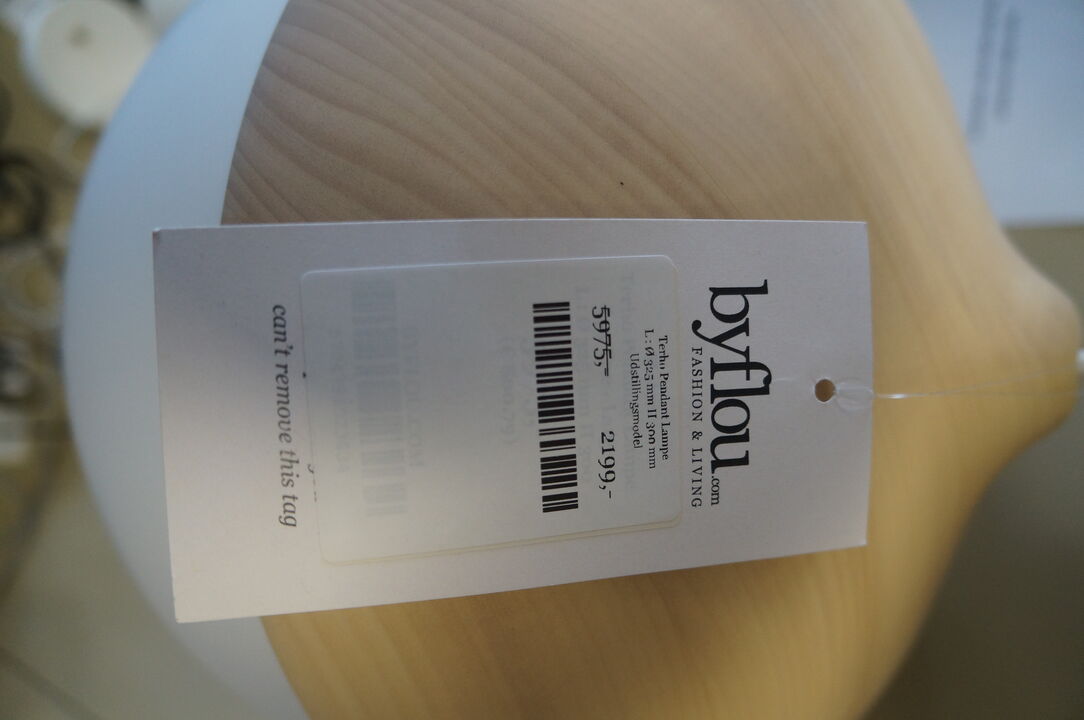 byflou.com
FASHION & LIVING
Terho Pendant Lampe
L : Ø 325 mm H 300 mm
Udstillingsmodel
5975,- 2199,-
can't remove this tag